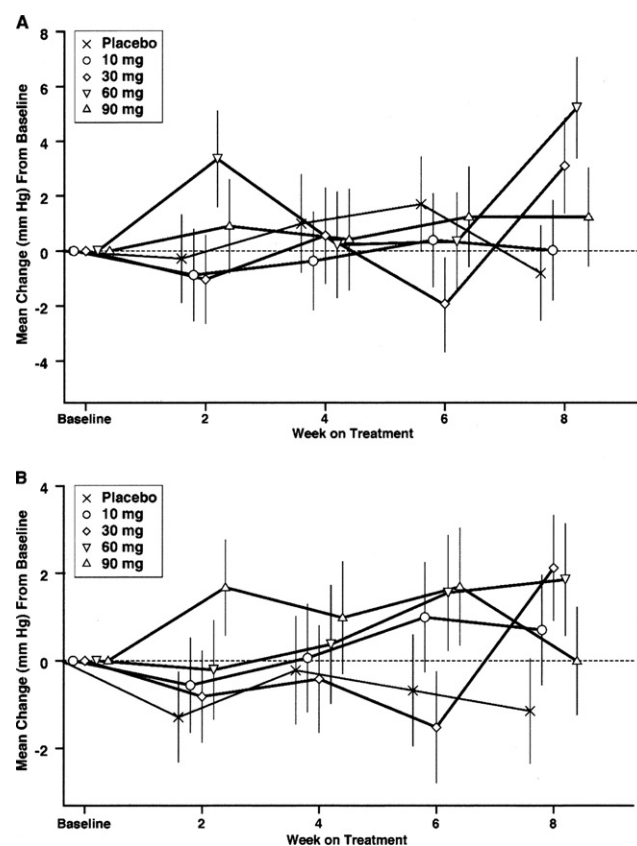 A
Mean Change (mm Hg) From Baseline
8
6
4
2
0
-2
-4
Placebo
10 mg
30 mg
60 mg
90 mg
Baseline 2 4 6 8
Week on Treatment
B
Mean Change (mm Hg) From Baseline
4
2
0
-2
Placebo
10 mg
30 mg
60 mg
90 mg
Baseline 2 4 6 8
Week on Treatment